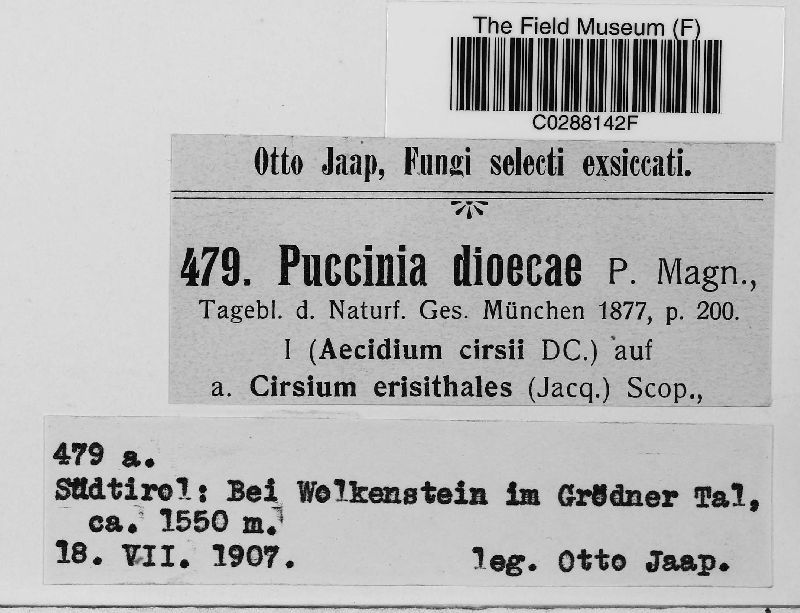 The Field Museum (F)
C0288142F
Otto Jaap, Fungi selecti exsiccati.
479. Puccinia dioecae P. Magn.,
Tagebl. d. Naturf. Ges. München 1877, p. 200.
I (Aecidium cirsii DC.) auf
a. Cirsium erisithales (Jacq.) Scop.,
479 a.
Südtirol: Bei Wolkenstein im Grödner Tal,
ca. 1550 m.
18. VII. 1907. leg. Otto Jaap.